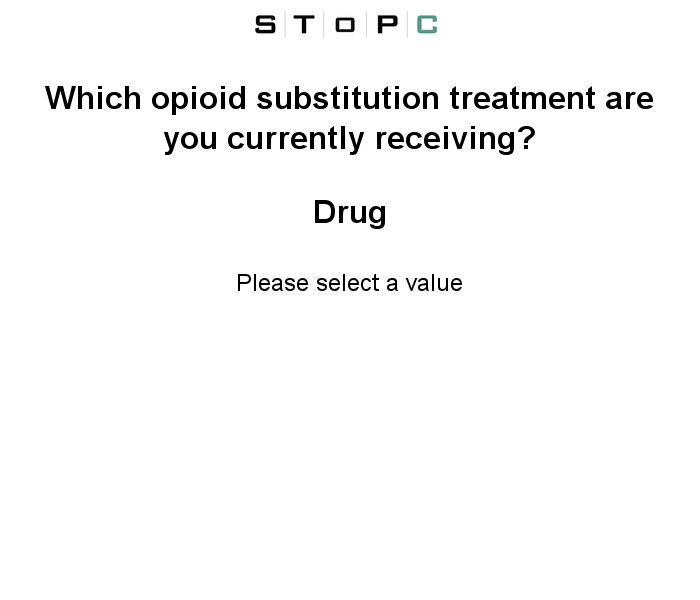 S T O P C
Which opioid substitution treatment are
you currently receiving?
Drug
Please select a value